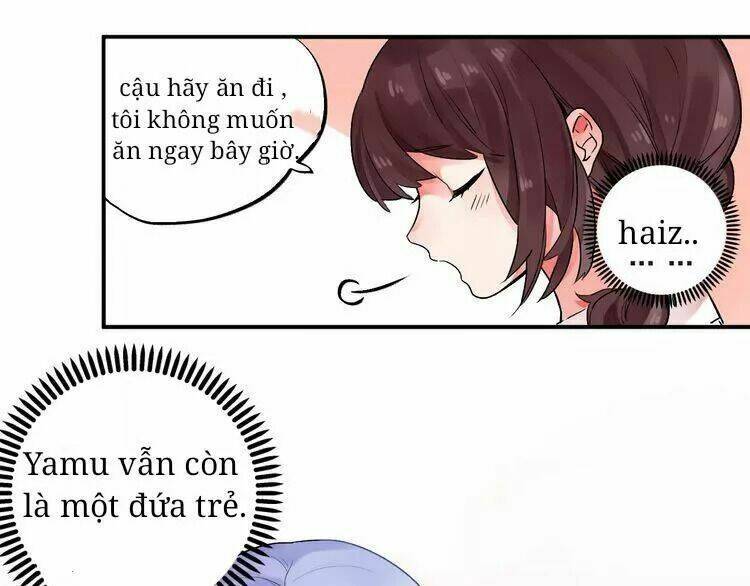 cậu hãy ăn đi ,
tôi không muốn
ăn ngay bây giờ.
haiz..
... ...
Yamu vẫn còn
là một đứa trẻ.